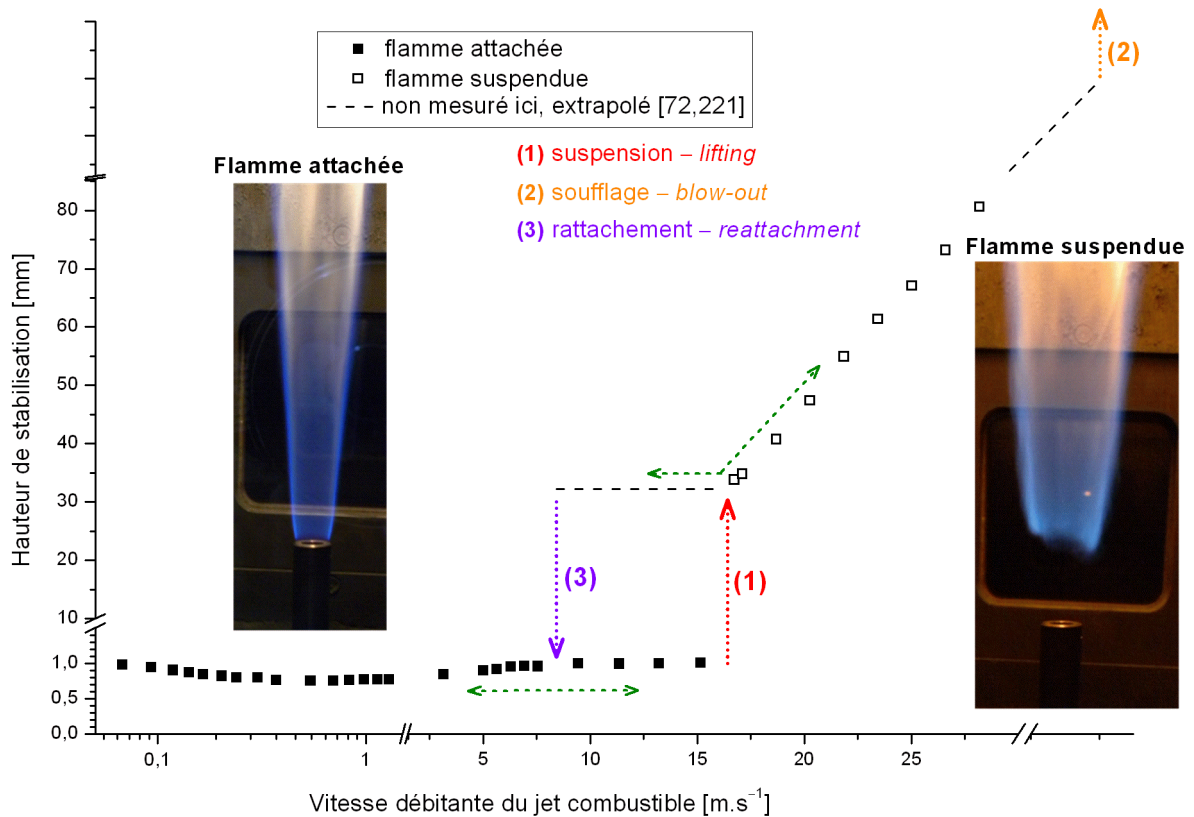 flamme attachée
flamme suspendue
non mesuré ici, extrapolé [72,221]
(2)
(1) suspension – lifting
(2) soufflage – blow-out
(3) rattachement – reattachment
Flamme attachée
Flamme suspendue
Hauteur de stabilisation [mm]
80
70
60
50
40
30
20
10
1,0
0,5
0,0
(3)
(1)
0,1
1
5
10
15
20
25
Vitesse débitante du jet combustible [m.s⁻¹]